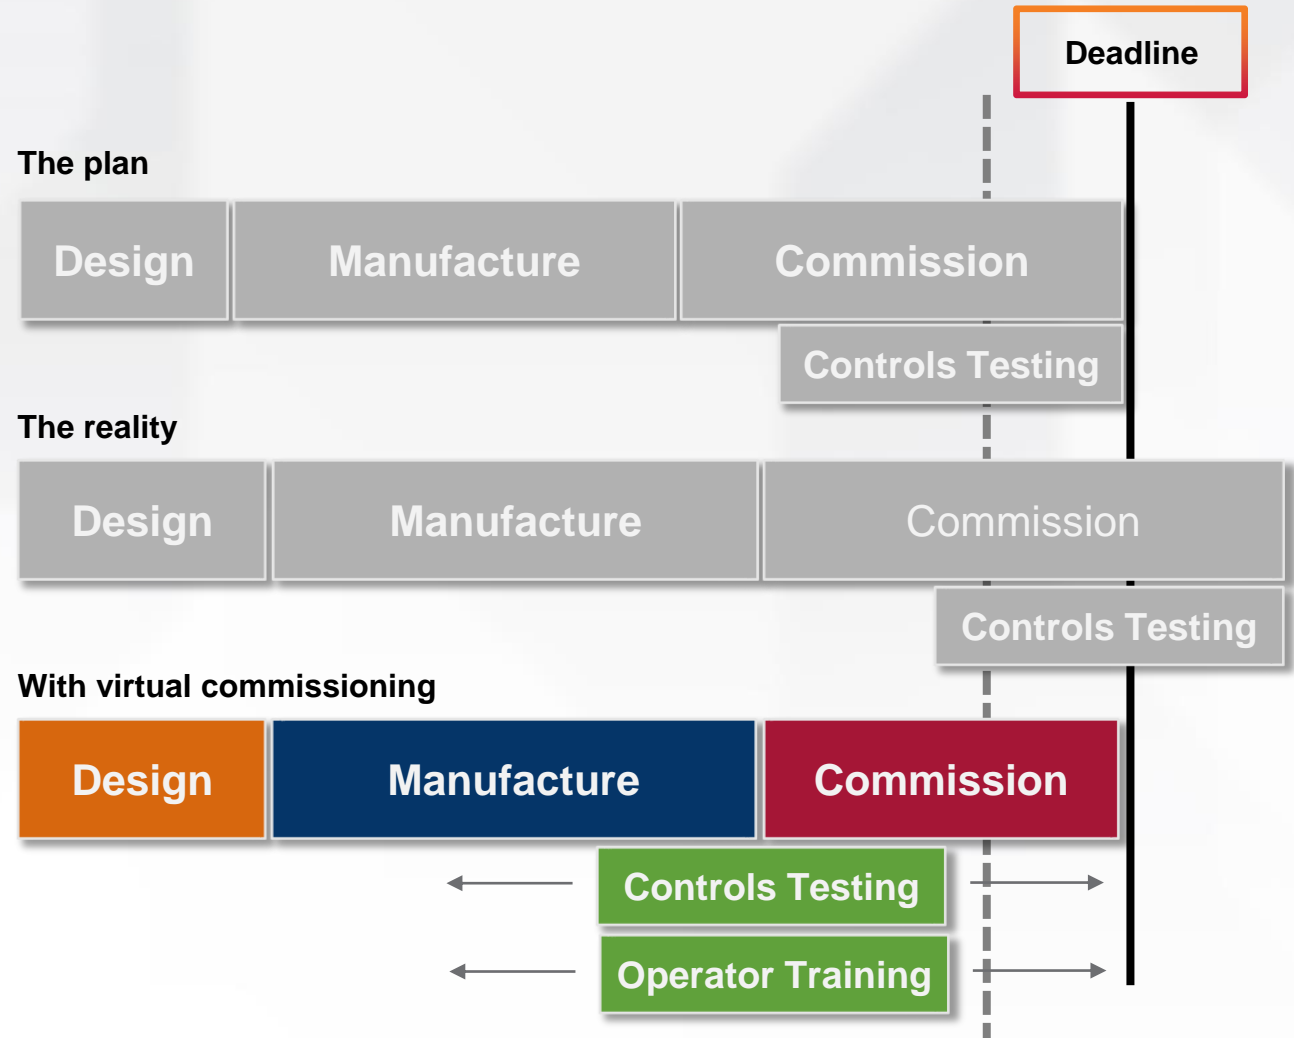 Deadline
The plan
Design
Manufacture
Commission
Controls Testing
The reality
Design
Manufacture
Commission
Controls Testing
With virtual commissioning
Design
Manufacture
Commission
Controls Testing
Operator Training